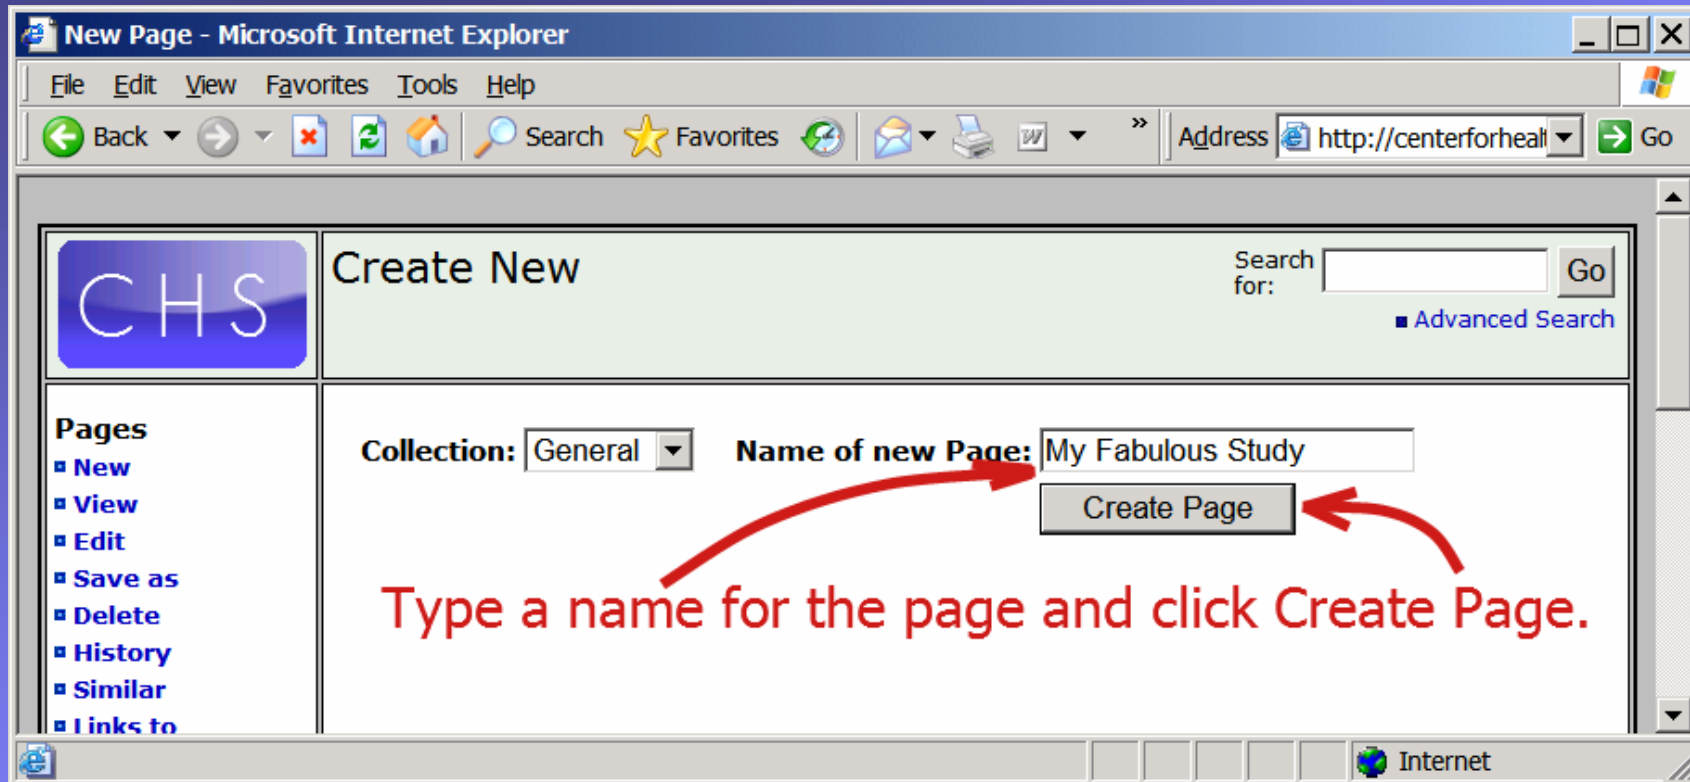 New Page - Microsoft Internet Explorer
File Edit View Favorites Tools Help
Back Search Favorites » Address http://centerforhealt Go
CHS
Create New
Search for: Go
Advanced Search
Pages
New
View
Edit
Save as
Delete
History
Similar
Links to
Collection: General Name of new Page: My Fabulous Study
Create Page
Type a name for the page and click Create Page.
Internet